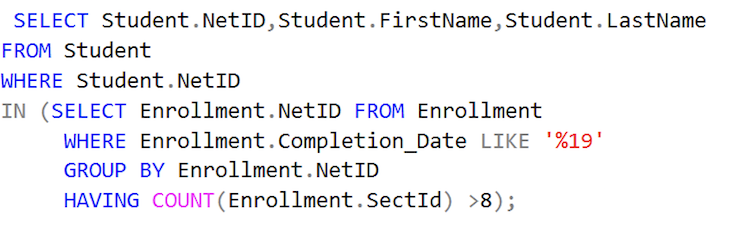 SELECT Student.NetID,Student.FirstName,Student.LastName
FROM Student
WHERE Student.NetID
IN (SELECT Enrollment.NetID FROM Enrollment
WHERE Enrollment.Completion_Date LIKE '%19'
GROUP BY Enrollment.NetID
HAVING COUNT(Enrollment.SectId) >8);